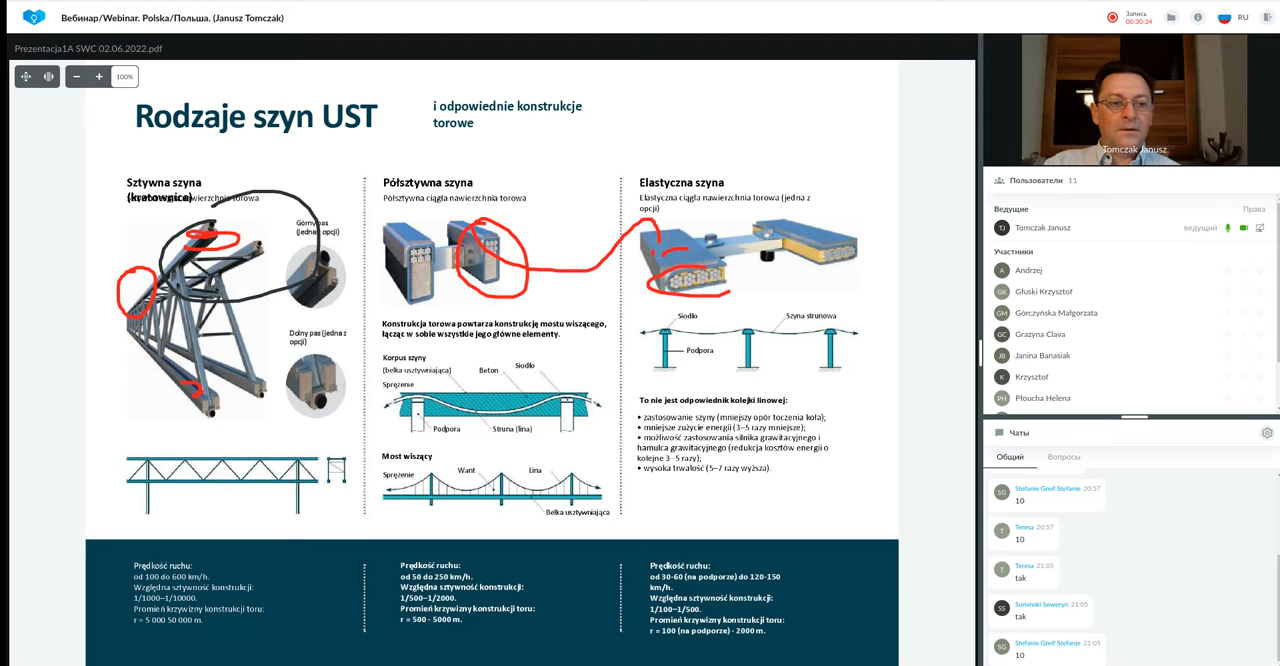 Вебинар/Webinar. Polska/Польша. (Janusz Tomczak)
Запись
00:30:34
RU
Prezentacja1A SWC 02.06.2022.pdf
100%
Rodzaje szyn UST
i odpowiednie konstrukcje
torowe
Sztywna szyna
(kratownica)
nawierzchnia torowa
Górny pas
(jedna z opcji)
Dolny pas (jedna z
opcji)
Półsztywna szyna
Półsztywna ciągła nawierzchnia torowa
Konstrukcja torowa powtarza konstrukcję mostu wiszącego,
łącząc w sobie wszystkie jego główne elementy.
Korpus szyny
(belka usztywniająca)
Beton
Siodło
Sprężenie
Podpora
Struna (lina)
Most wiszący
Sprężenie
Want
Lina
Belka usztywniająca
Elastyczna szyna
Elastyczna ciągła nawierzchnia torowa (jedna z
opcji)
Siodło
Szyna strunowa
Podpora
To nie jest odpowiednik kolejki linowej:
• zastosowanie szyny (mniejszy opór toczenia koła);
• mniejsze zużycie energii (3–5 razy mniejsze);
• możliwość zastosowania silnika grawitacyjnego i
hamulca grawitacyjnego (redukcja kosztów energii o
kolejne 3–5 razy);
• wysoka trwałość (5–7 razy wyższa).
Prędkość ruchu:
od 100 do 600 km/h.
Względna sztywność konstrukcji:
1/1000–1/10000.
Promień krzywizny konstrukcji toru:
r = 5 000 50 000 m.
Prędkość ruchu:
od 50 do 250 km/h.
Względna sztywność konstrukcji:
1/500–1/2000.
Promień krzywizny konstrukcji toru:
r = 500 - 5000 m.
Prędkość ruchu:
od 30-60 (na podporze) do 120-150
km/h.
Względna sztywność konstrukcji:
1/100–1/500.
Promień krzywizny konstrukcji toru:
r = 100 (na podporze) - 2000 m.
Tomczak Janusz
Пользователи 11
Ведущие
Права
TJ Tomczak Janusz ведущий
Участники
A Andrzej
GK Głuski Krzysztof
GM Górczyńska Małgorzata
GC Grazyna Clava
JB Janina Banasiak
K Krzysztof
PH Płoucha Helena
Чаты
Общий Вопросы
SG Stefanie Greif Stefanie 20:57
10
T Teresa 20:57
10
T Teresa 21:05
tak
SS Sumiński Seweryn 21:05
tak
SG Stefanie Greif Stefanie 21:05
10